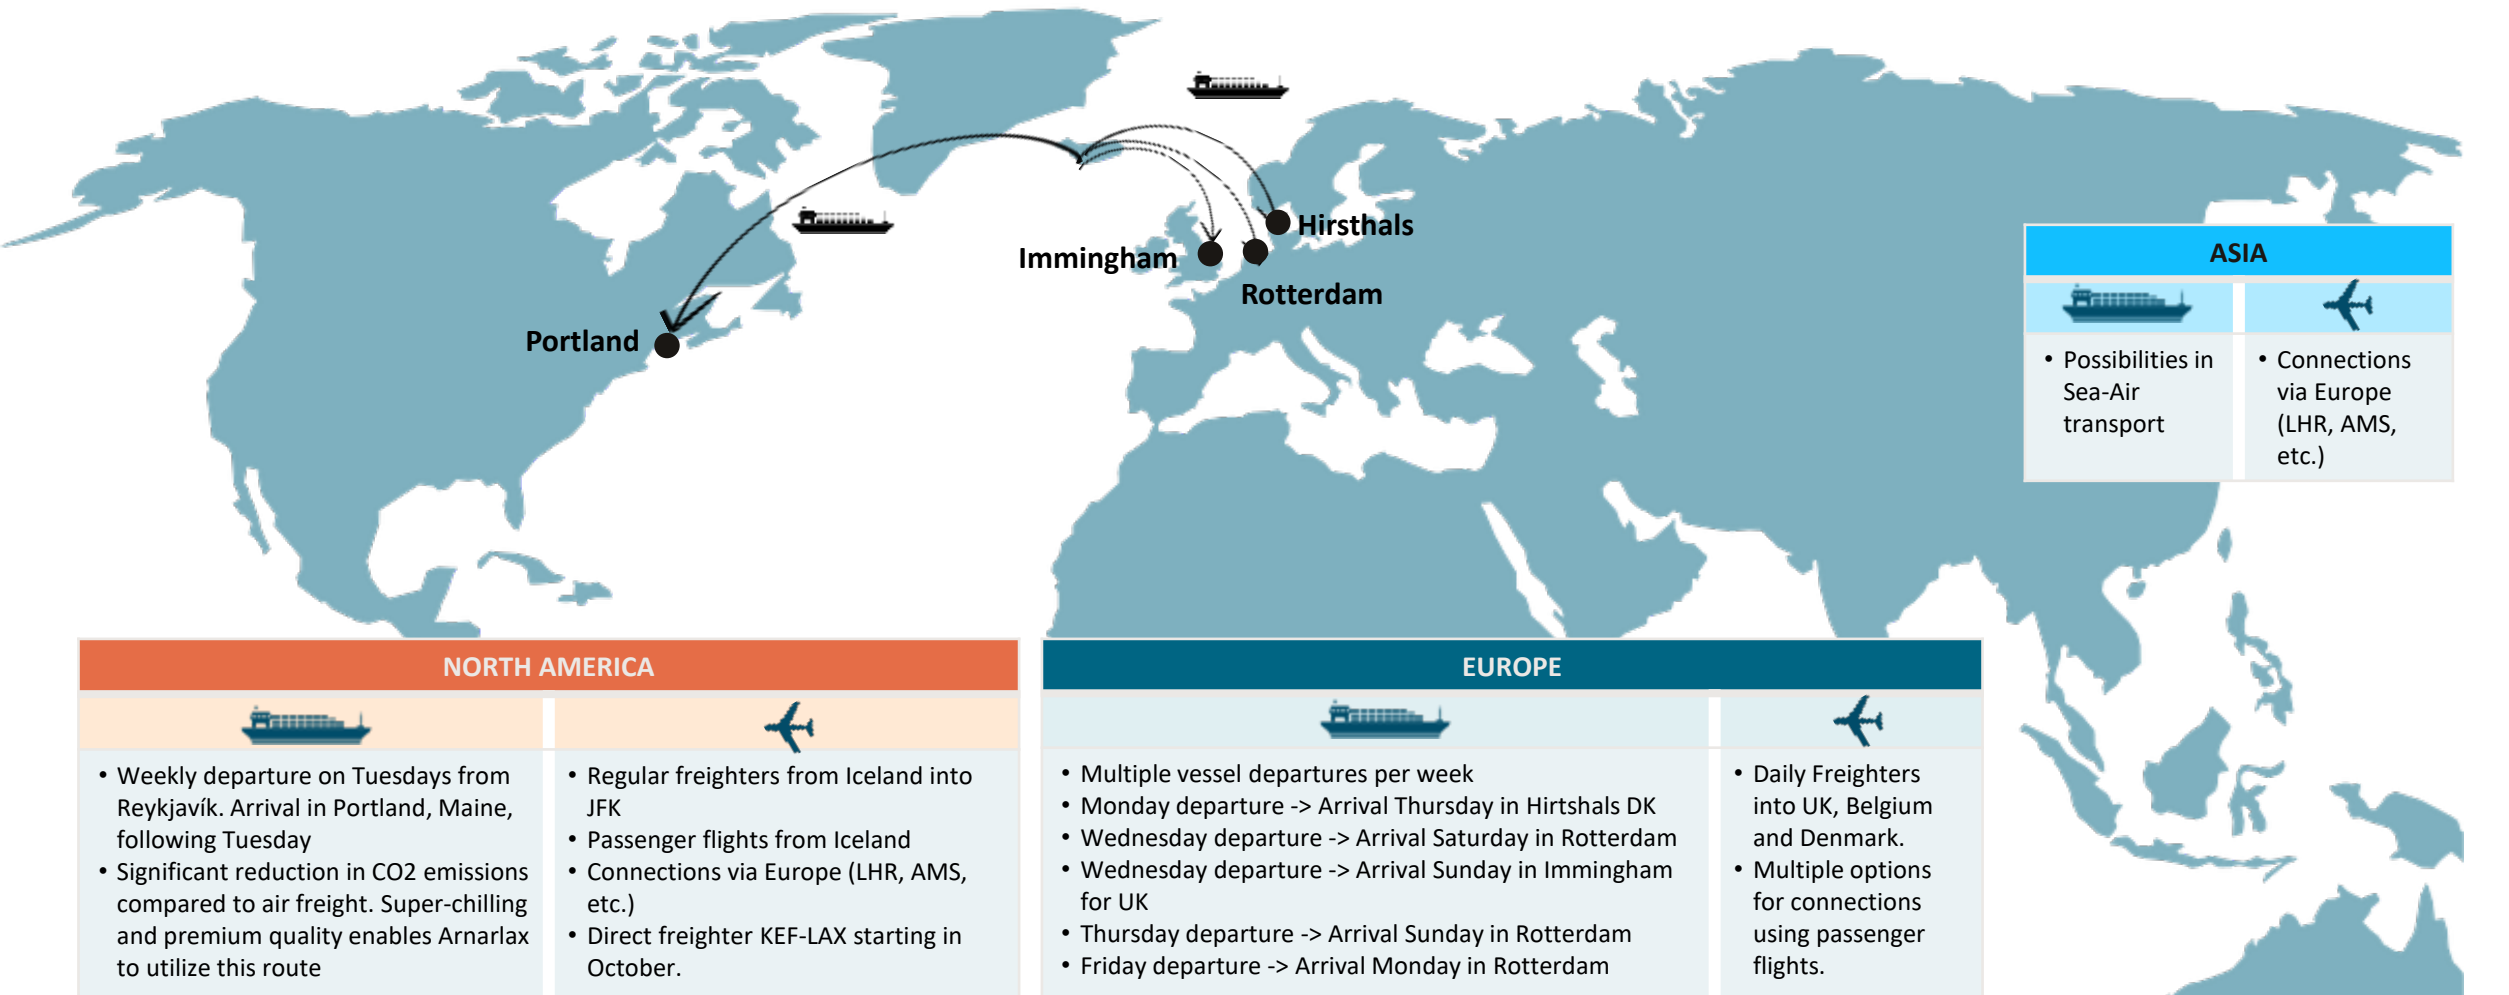 Hirsthals
Immingham
Rotterdam
Portland
ASIA
• Possibilities in
Sea-Air
transport
• Connections
via Europe
(LHR, AMS,
etc.)
NORTH AMERICA
• Weekly departure on Tuesdays from
Reykjavík. Arrival in Portland, Maine,
following Tuesday
• Significant reduction in CO2 emissions
compared to air freight. Super-chilling
and premium quality enables Arnarlax
to utilize this route
• Regular freighters from Iceland into
JFK
• Passenger flights from Iceland
• Connections via Europe (LHR, AMS,
etc.)
• Direct freighter KEF-LAX starting in
October.
EUROPE
• Multiple vessel departures per week
• Monday departure -> Arrival Thursday in Hirtshals DK
• Wednesday departure -> Arrival Saturday in Rotterdam
• Wednesday departure -> Arrival Sunday in Immingham
for UK
• Thursday departure -> Arrival Sunday in Rotterdam
• Friday departure -> Arrival Monday in Rotterdam
• Daily Freighters
into UK, Belgium
and Denmark.
• Multiple options
for connections
using passenger
flights.